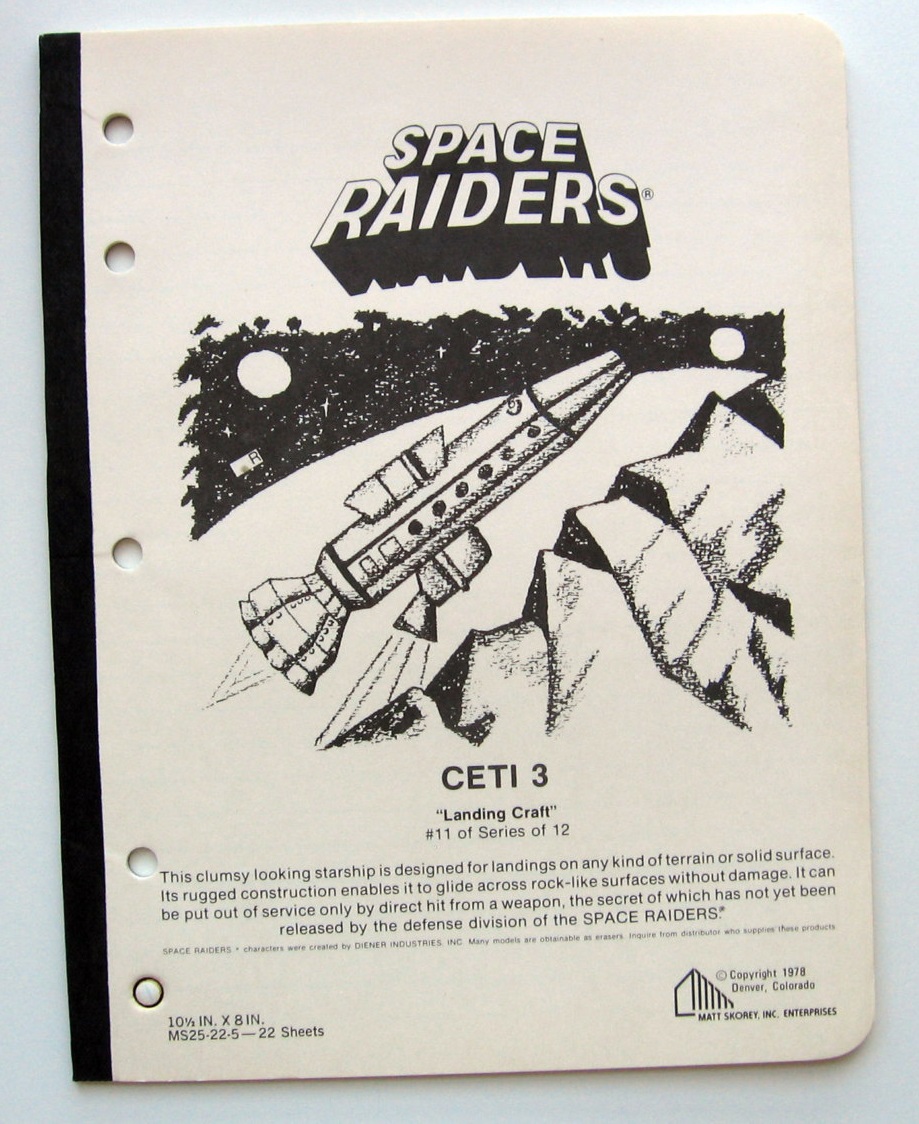 SPACE
RAIDERS®
R
CETI 3
"Landing Craft"
#11 of Series of 12
This clumsy looking starship is designed for landings on any kind of terrain or solid surface.
Its rugged construction enables it to glide across rock-like surfaces without damage. It can
be put out of service only by direct hit from a weapon, the secret of which has not yet been
released by the defense division of the SPACE RAIDERS.®
SPACE RAIDERS * characters were created by DIENER INDUSTRIES, INC. Many models are obtainable as erasers. Inquire from distributor who supplies these products
© Copyright 1978
Denver, Colorado
MATT SKOREY, INC. ENTERPRISES
10½ IN. X 8 IN.
MS25-22-5—22 Sheets